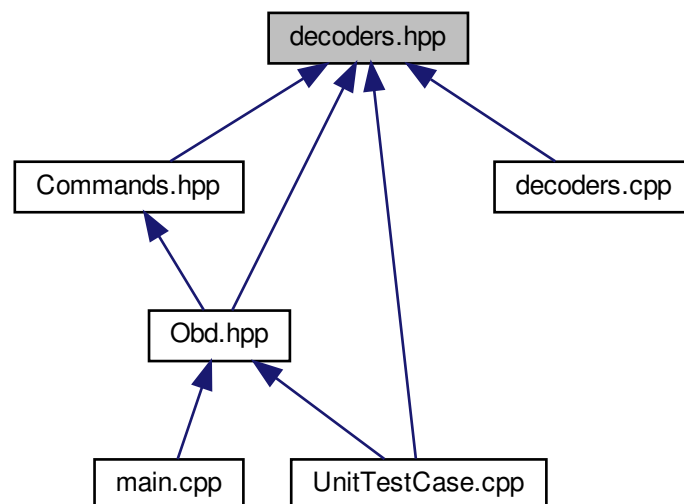 decoders.hpp
Commands.hpp
decoders.cpp
Obd.hpp
main.cpp
UnitTestCase.cpp